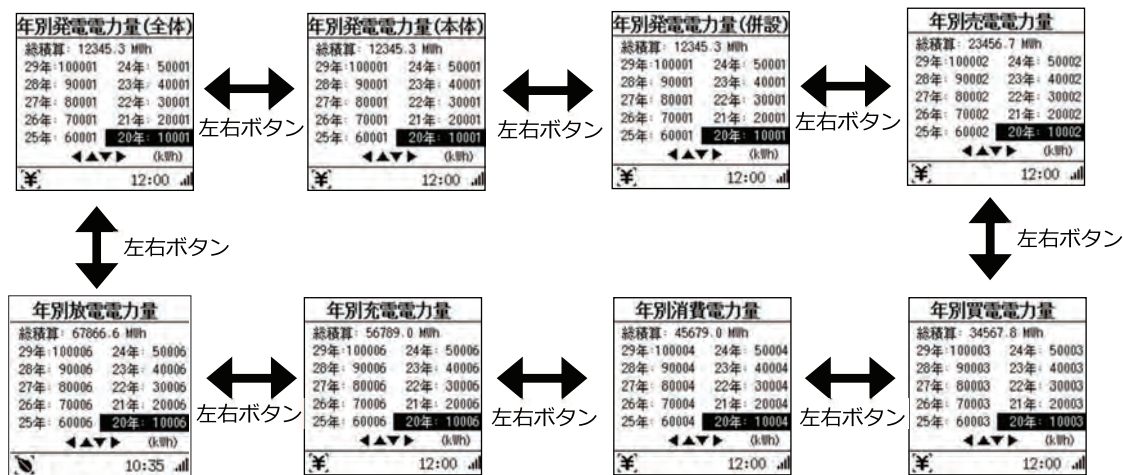 年別発電電力量(全体)
総積算: 12345.3 MWh
29年:100001 24年: 50001
28年: 90001 23年: 40001
27年: 80001 22年: 30001
26年: 70001 21年: 20001
25年: 60001 20年: 10001
◀▲▼▶ (kWh)
¥ 12:00
左右ボタン
年別発電電力量(本体)
総積算: 12345.3 MWh
29年:100001 24年: 50001
28年: 90001 23年: 40001
27年: 80001 22年: 30001
26年: 70001 21年: 20001
25年: 60001 20年: 10001
◀▲▼▶ (kWh)
¥ 12:00
左右ボタン
年別発電電力量(併設)
総積算: 12345.3 MWh
29年:100001 24年: 50001
28年: 90001 23年: 40001
27年: 80001 22年: 30001
26年: 70001 21年: 20001
25年: 60001 20年: 10001
◀▲▼▶ (kWh)
¥ 12:00
左右ボタン
年別売電電力量
総積算: 23456.7 MWh
29年:100002 24年: 50002
28年: 90002 23年: 40002
27年: 80002 22年: 30002
26年: 70002 21年: 20002
25年: 60002 20年: 10002
◀▲▼▶ (kWh)
¥ 12:00
左右ボタン
左右ボタン
年別放電電力量
総積算: 67866.6 MWh
29年:100006 24年: 50006
28年: 90006 23年: 40006
27年: 80006 22年: 30006
26年: 70006 21年: 20006
25年: 60006 20年: 10006
◀▲▼▶ (kWh)
10:35
左右ボタン
年別充電電力量
総積算: 56789.0 MWh
29年:100006 24年: 50006
28年: 90006 23年: 40006
27年: 80006 22年: 30006
26年: 70006 21年: 20006
25年: 60006 20年: 10006
◀▲▼▶ (kWh)
¥ 12:00
左右ボタン
年別消費電力量
総積算: 45679.0 MWh
29年:100004 24年: 50004
28年: 90004 23年: 40004
27年: 80004 22年: 30004
26年: 70004 21年: 20004
25年: 60004 20年: 10004
◀▲▼▶ (kWh)
¥ 12:00
左右ボタン
年別買電電力量
総積算: 34567.8 MWh
29年:100003 24年: 50003
28年: 90003 23年: 40003
27年: 80003 22年: 30003
26年: 70003 21年: 20003
25年: 60003 20年: 10003
◀▲▼▶ (kWh)
¥ 12:00